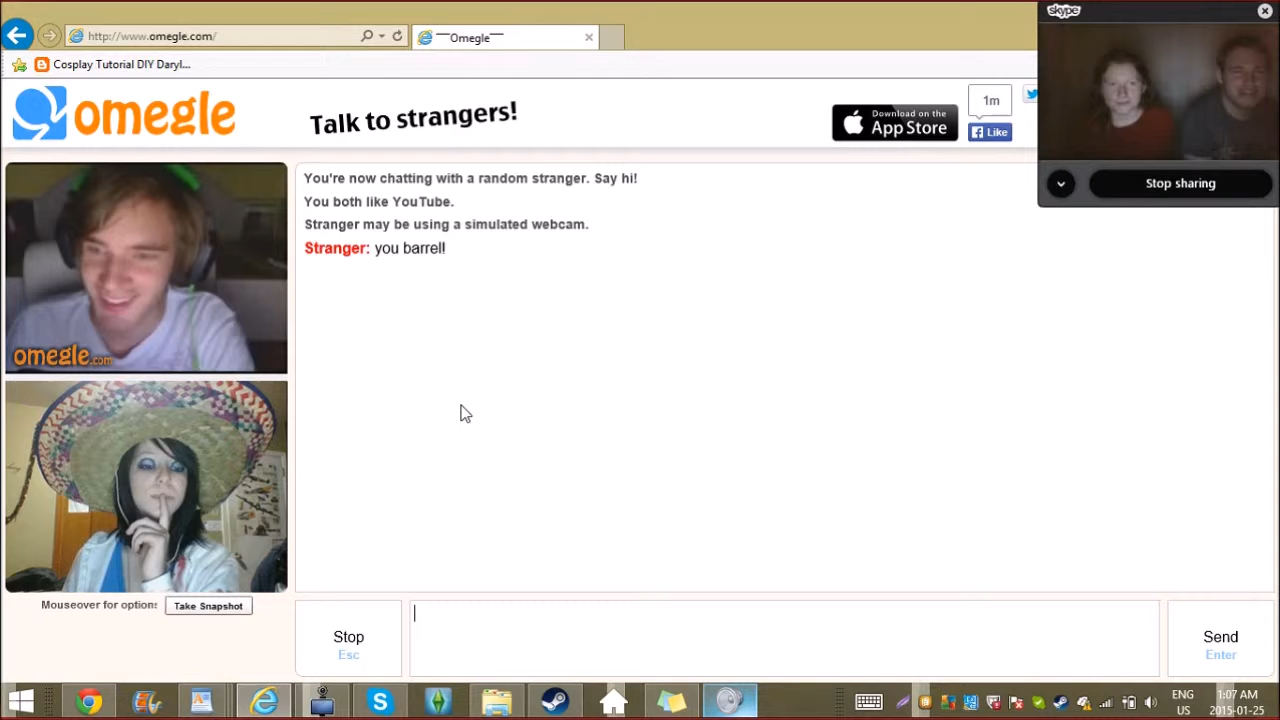 http://www.omegle.com/
Omegle
skype
Cosplay Tutorial DIY Daryl...
omegle
Talk to strangers!
Download on the
App Store
1m
Like
Stop sharing
You're now chatting with a random stranger. Say hi!
You both like YouTube.
Stranger may be using a simulated webcam.
Stranger: you barrel!
omegle.com
Mouseover for options
Take Snapshot
Stop
Esc
Send
Enter
ENG
US
1:07 AM
2015-01-25